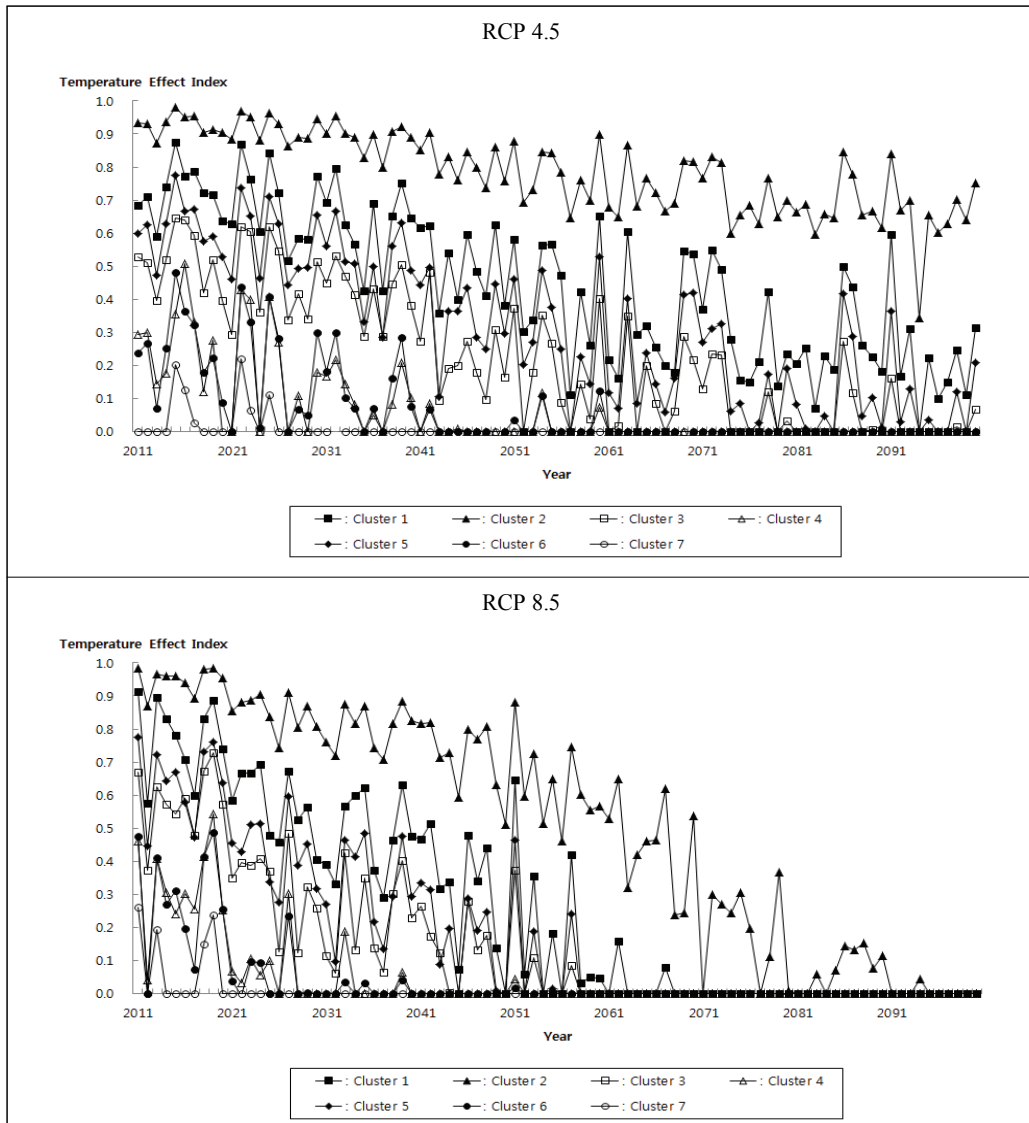 RCP 4.5
Temperature Effect Index
1.0
0.9
0.8
0.7
0.6
0.5
0.4
0.3
0.2
0.1
0.0
2011 2021 2031 2041 2051 2061 2071 2081 2091
Year
: Cluster 1 : Cluster 2 : Cluster 3 : Cluster 4
: Cluster 5 : Cluster 6 : Cluster 7
RCP 8.5
Temperature Effect Index
1.0
0.9
0.8
0.7
0.6
0.5
0.4
0.3
0.2
0.1
0.0
2011 2021 2031 2041 2051 2061 2071 2081 2091
Year
: Cluster 1 : Cluster 2 : Cluster 3 : Cluster 4
: Cluster 5 : Cluster 6 : Cluster 7